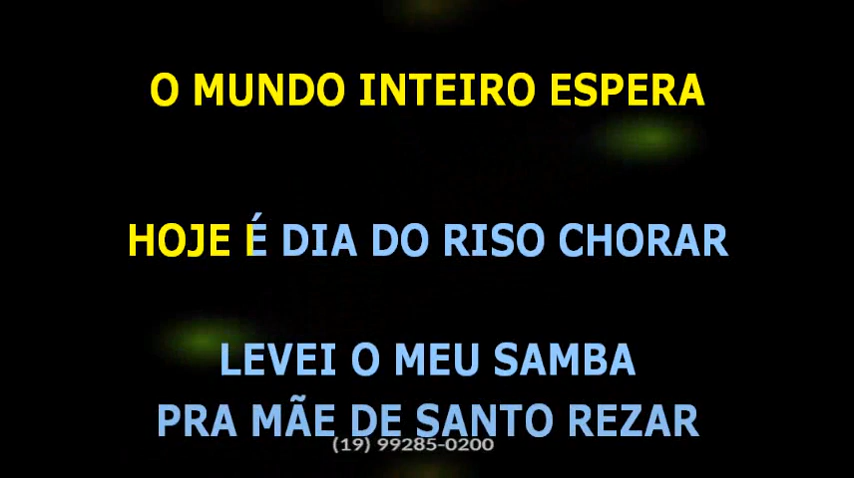 O MUNDO INTEIRO ESPERA
HOJE É DIA DO RISO CHORAR
LEVEI O MEU SAMBA
PRA MÃE DE SANTO REZAR
(19) 99285-0200